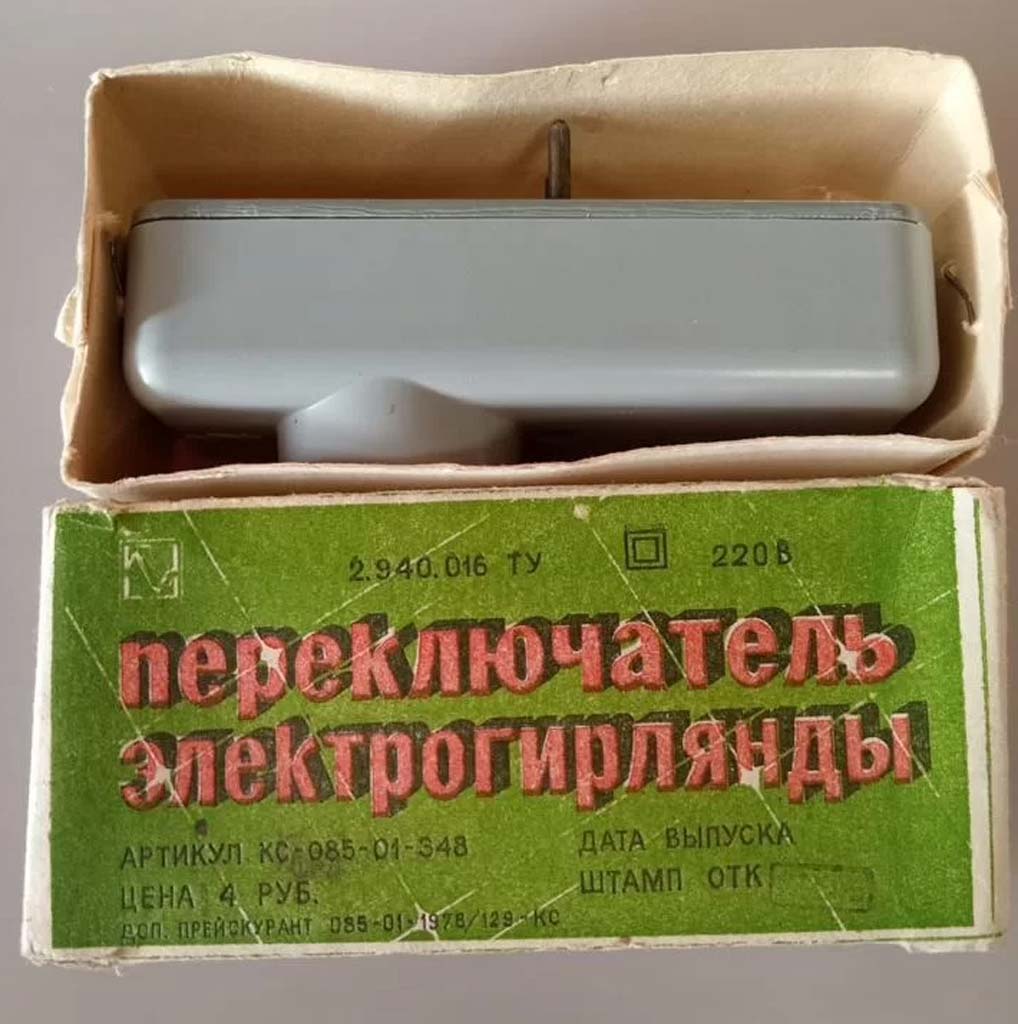 2.940.016 ТУ 220 В
переключатель
электрогирлянды
АРТИКУЛ КС-085-01-348 ДАТА ВЫПУСКА
ЦЕНА 4 РУБ. ШТАМП ОТК
ДОП. ПРЕЙСКУРАНТ 085-01-1978/129-КС